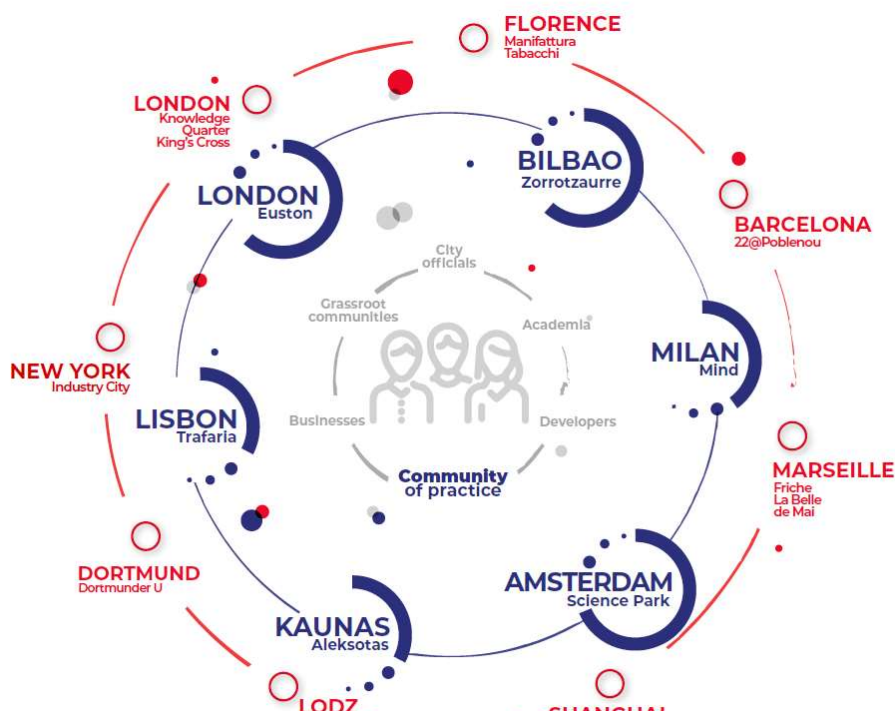 FLORENCE
Manifattura
Tabacchi
LONDON
Knowledge
Quarter
King's Cross
BILBAO
Zorrotzaurre
LONDON
Euston
BARCELONA
22@Poblenou
City
officials
Grassroot
communities
Academia
MILAN
Mind
NEW YORK
Industry City
LISBON
Trafaria
Businesses
Developers
Community
of practice
MARSEILLE
Friche
La Belle
de Mai
DORTMUND
Dortmunder U
AMSTERDAM
Science Park
KAUNAS
Aleksotas
LODZ
SHANGHAI